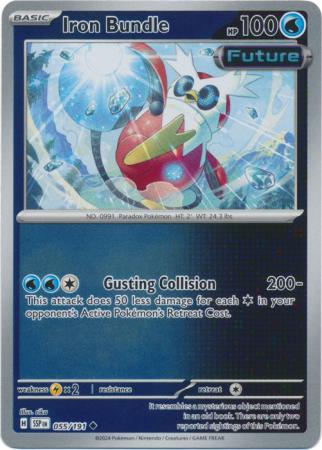 BASIC
Iron Bundle
HP 100
Future
NO. 0991 Paradox Pokémon HT: 2' WT: 24.3 lbs.
Gusting Collision 200-
This attack does 50 less damage for each in your
opponent's Active Pokémon's Retreat Cost.
weakness ×2 resistance retreat
Illus. rika
H SSP EN 055/191
It resembles a mysterious object mentioned
in an old book. There are only two
reported sightings of this Pokémon.
©2024 Pokémon / Nintendo / Creatures / GAME FREAK